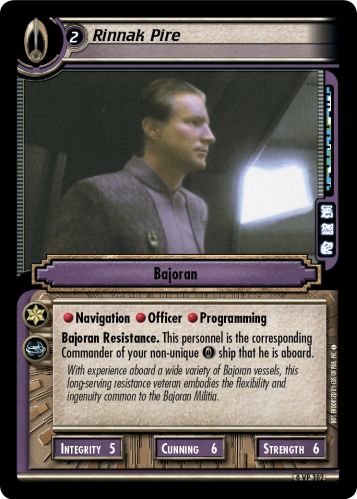 2 Rinnak Pire
Bajoran
Navigation Officer Programming
Bajoran Resistance. This personnel is the corresponding
Commander of your non-unique ship that he is aboard.
With experience aboard a wide variety of Bajoran vessels, this
long-serving resistance veteran embodies the flexibility and
ingenuity common to the Bajoran Militia.
INTEGRITY 5 CUNNING 6 STRENGTH 6